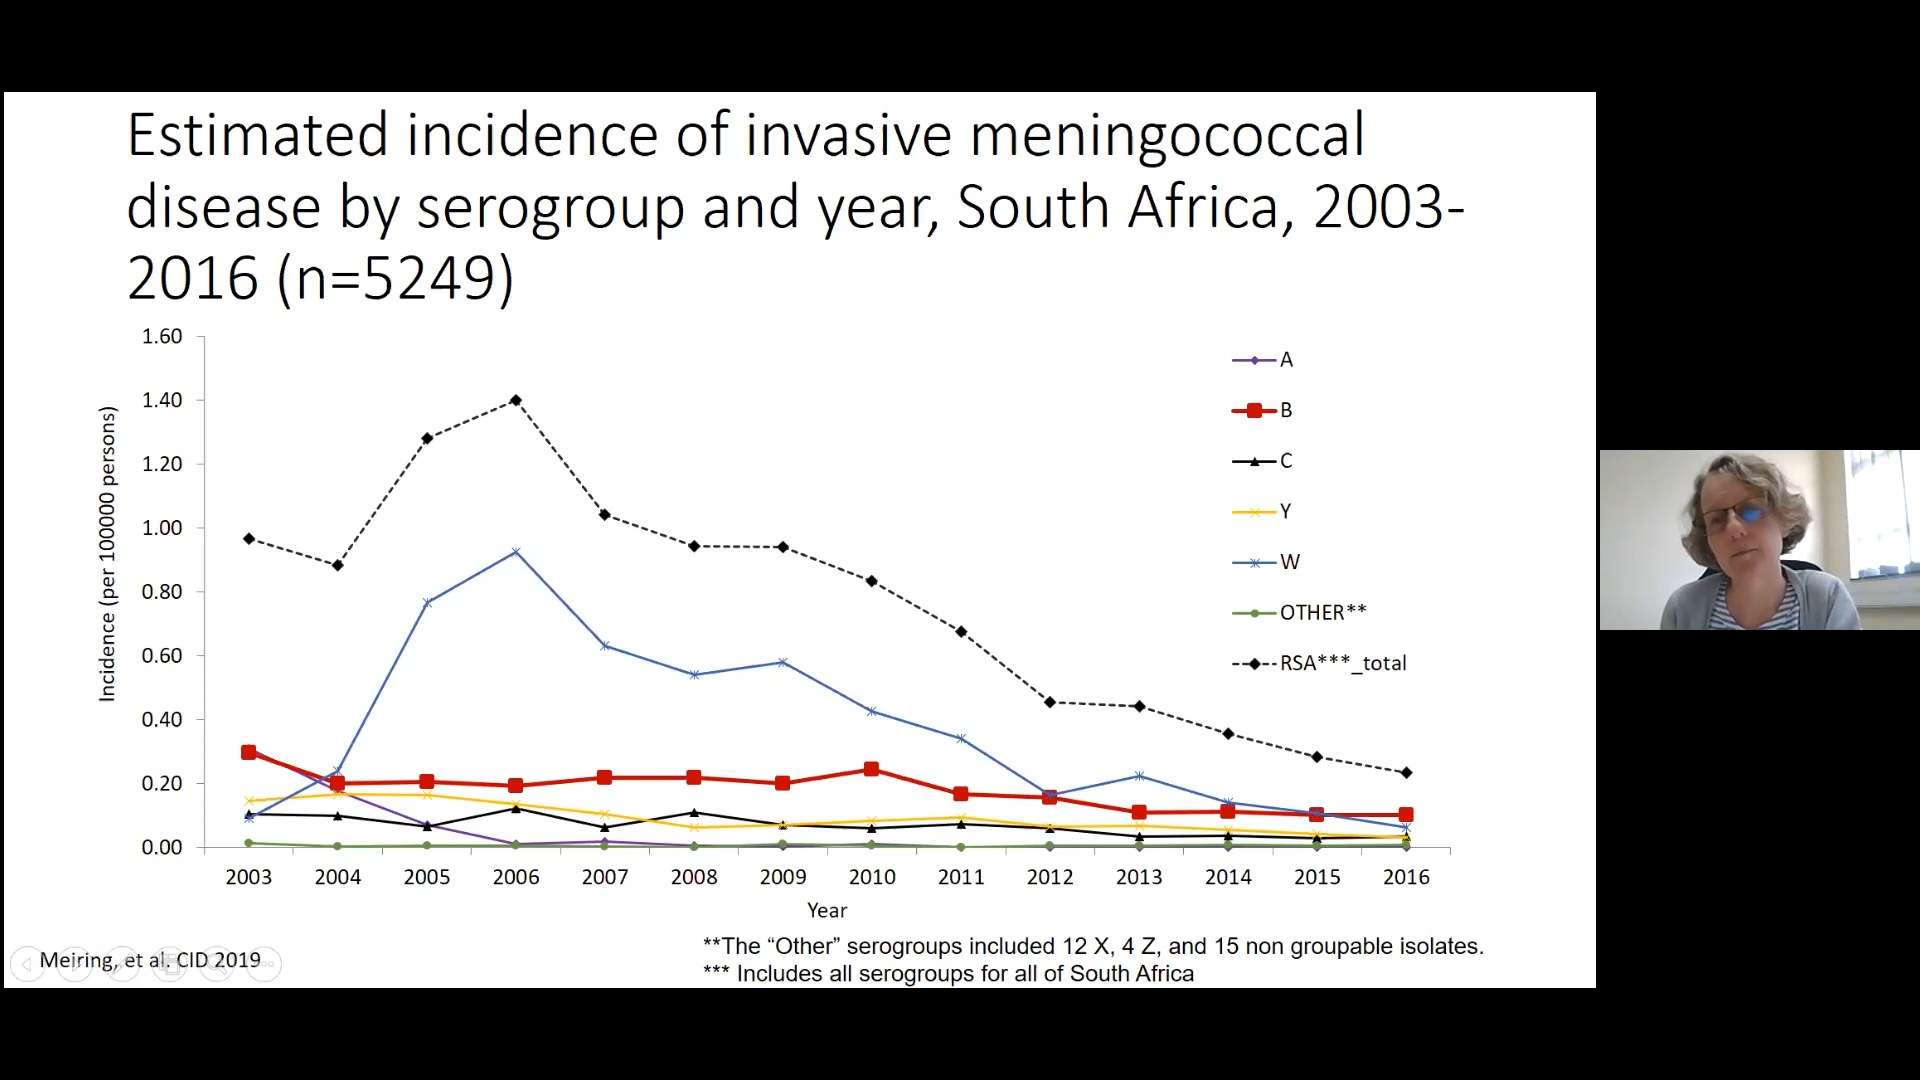 Estimated incidence of invasive meningococcal
disease by serogroup and year, South Africa, 2003-
2016 (n=5249)
1.60
1.40
1.20
1.00
0.80
0.60
0.40
0.20
0.00
Incidence (per 100000 persons)
A
B
C
Y
W
OTHER**
RSA***_total
2003 2004 2005 2006 2007 2008 2009 2010 2011 2012 2013 2014 2015 2016
Year
**The “Other” serogroups included 12 X, 4 Z, and 15 non groupable isolates.
*** Includes all serogroups for all of South Africa
Meiring, et al. CID 2019